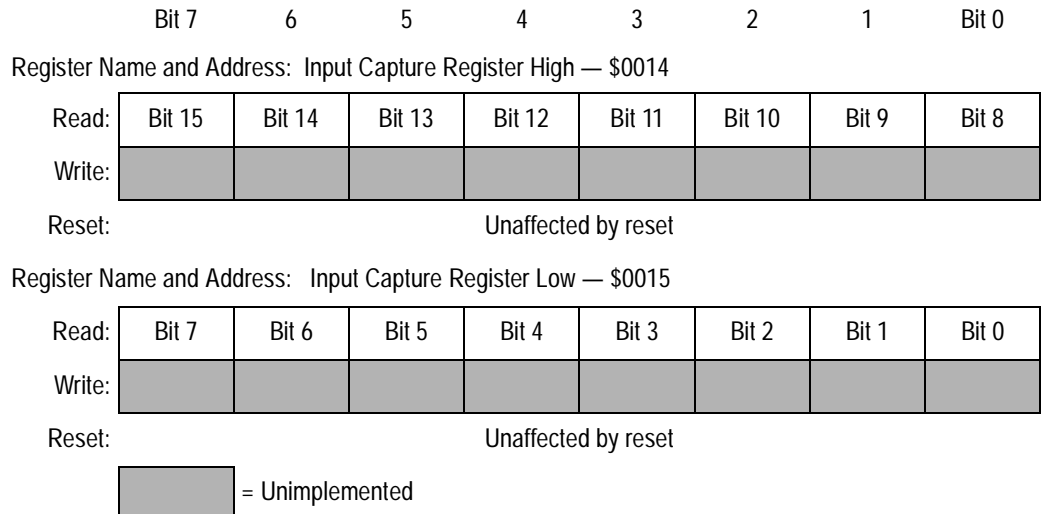 Bit 7 6 5 4 3 2 1 Bit 0
Register Name and Address: Input Capture Register High — $0014
Read: Bit 15 Bit 14 Bit 13 Bit 12 Bit 11 Bit 10 Bit 9 Bit 8
Write:
Reset: Unaffected by reset
Register Name and Address: Input Capture Register Low — $0015
Read: Bit 7 Bit 6 Bit 5 Bit 4 Bit 3 Bit 2 Bit 1 Bit 0
Write:
Reset: Unaffected by reset
= Unimplemented